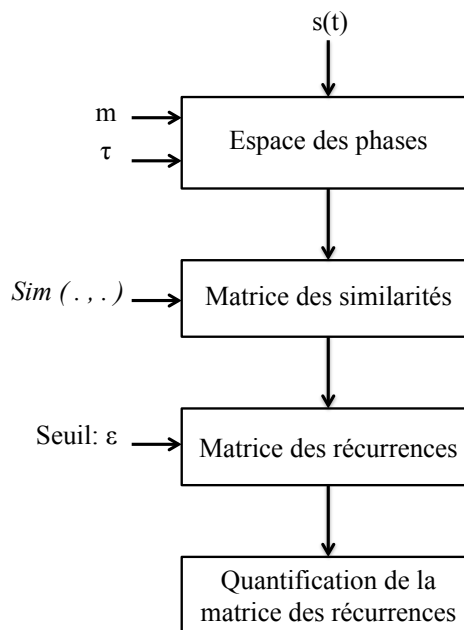 s(t)
m
τ
Espace des phases
Sim ( . , . )
Matrice des similarités
Seuil: ε
Matrice des récurrences
Quantification de la
matrice des récurrences